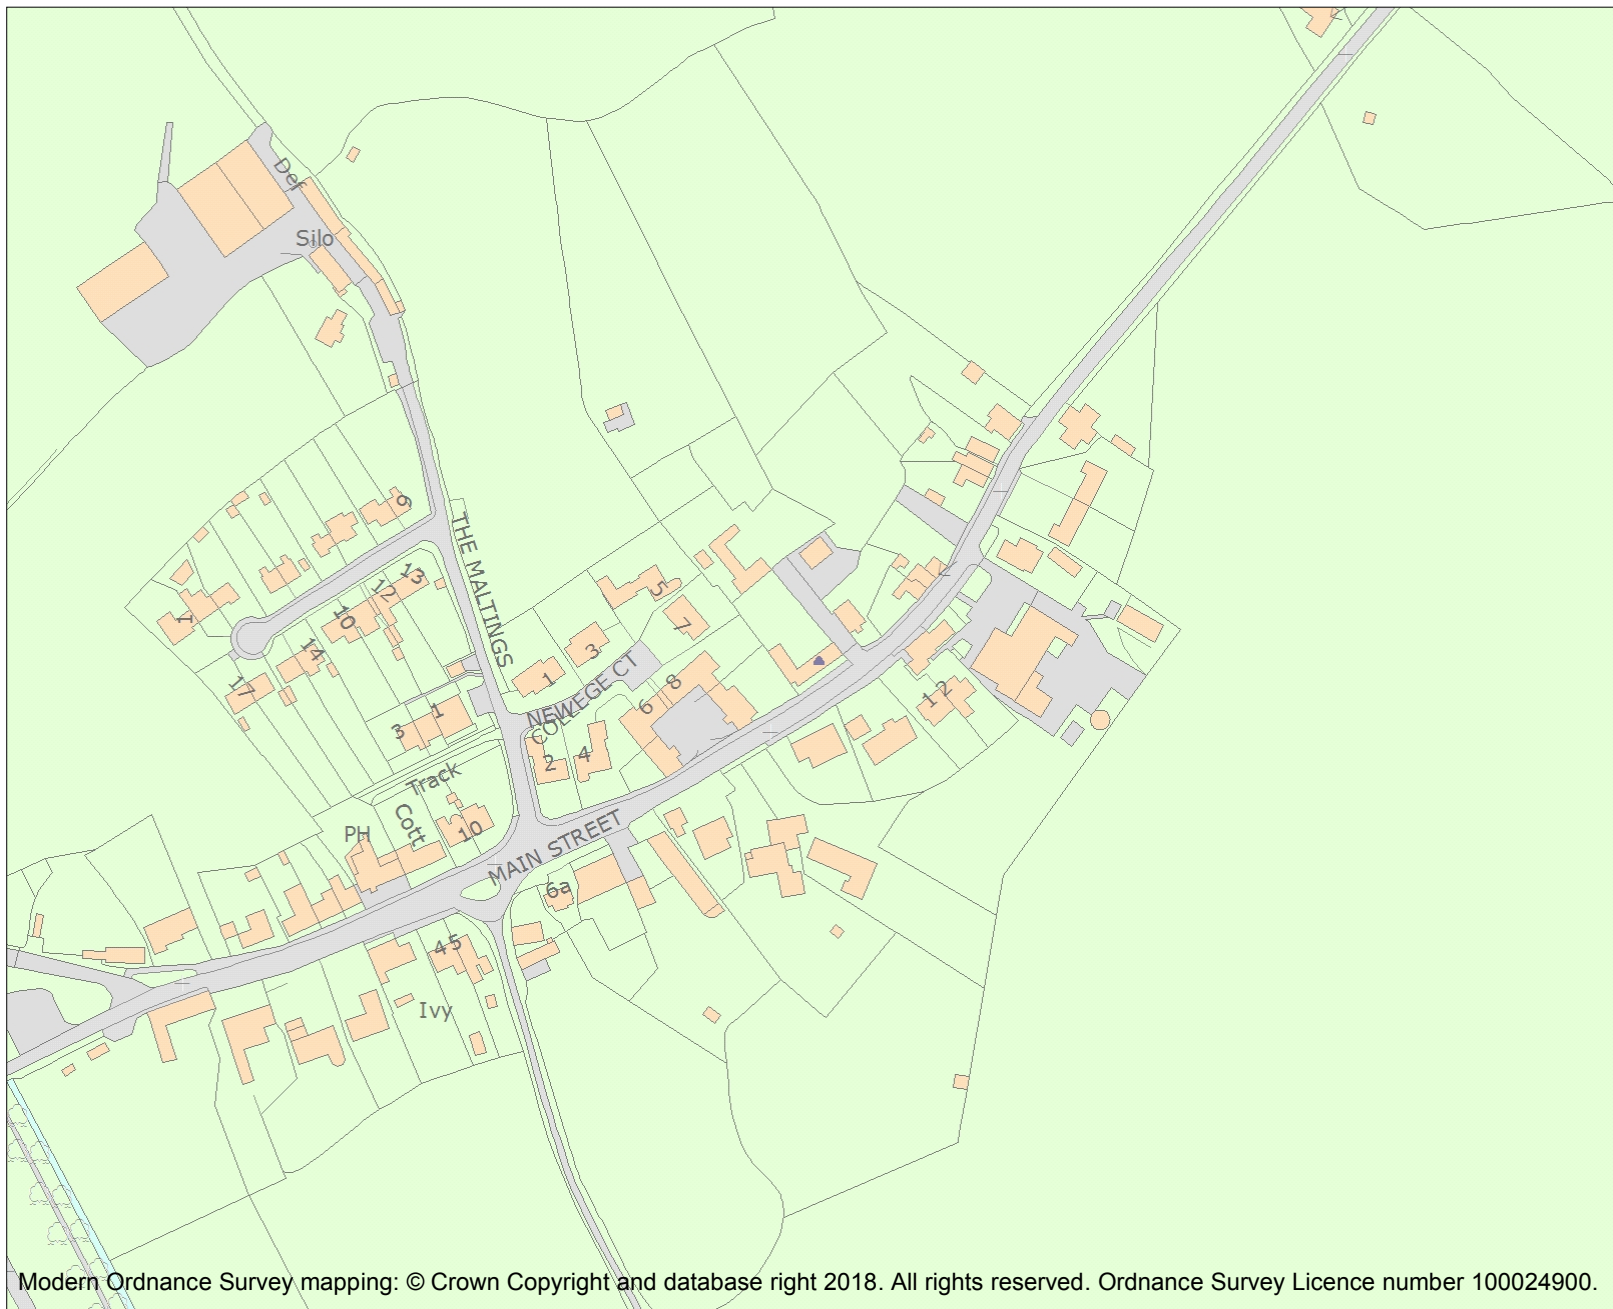 Def
Silo
9
THE MALTINGS
13
12
10
1
14
17
5
7
3
1
NEWEGE CT
COLLEGE
8
6
1 2
1
3
2
4
Track
Cott
PH
10
MAIN STREET
6a
4 5
Ivy
Modern Ordnance Survey mapping: © Crown Copyright and database right 2018. All rights reserved. Ordnance Survey Licence number 100024900.